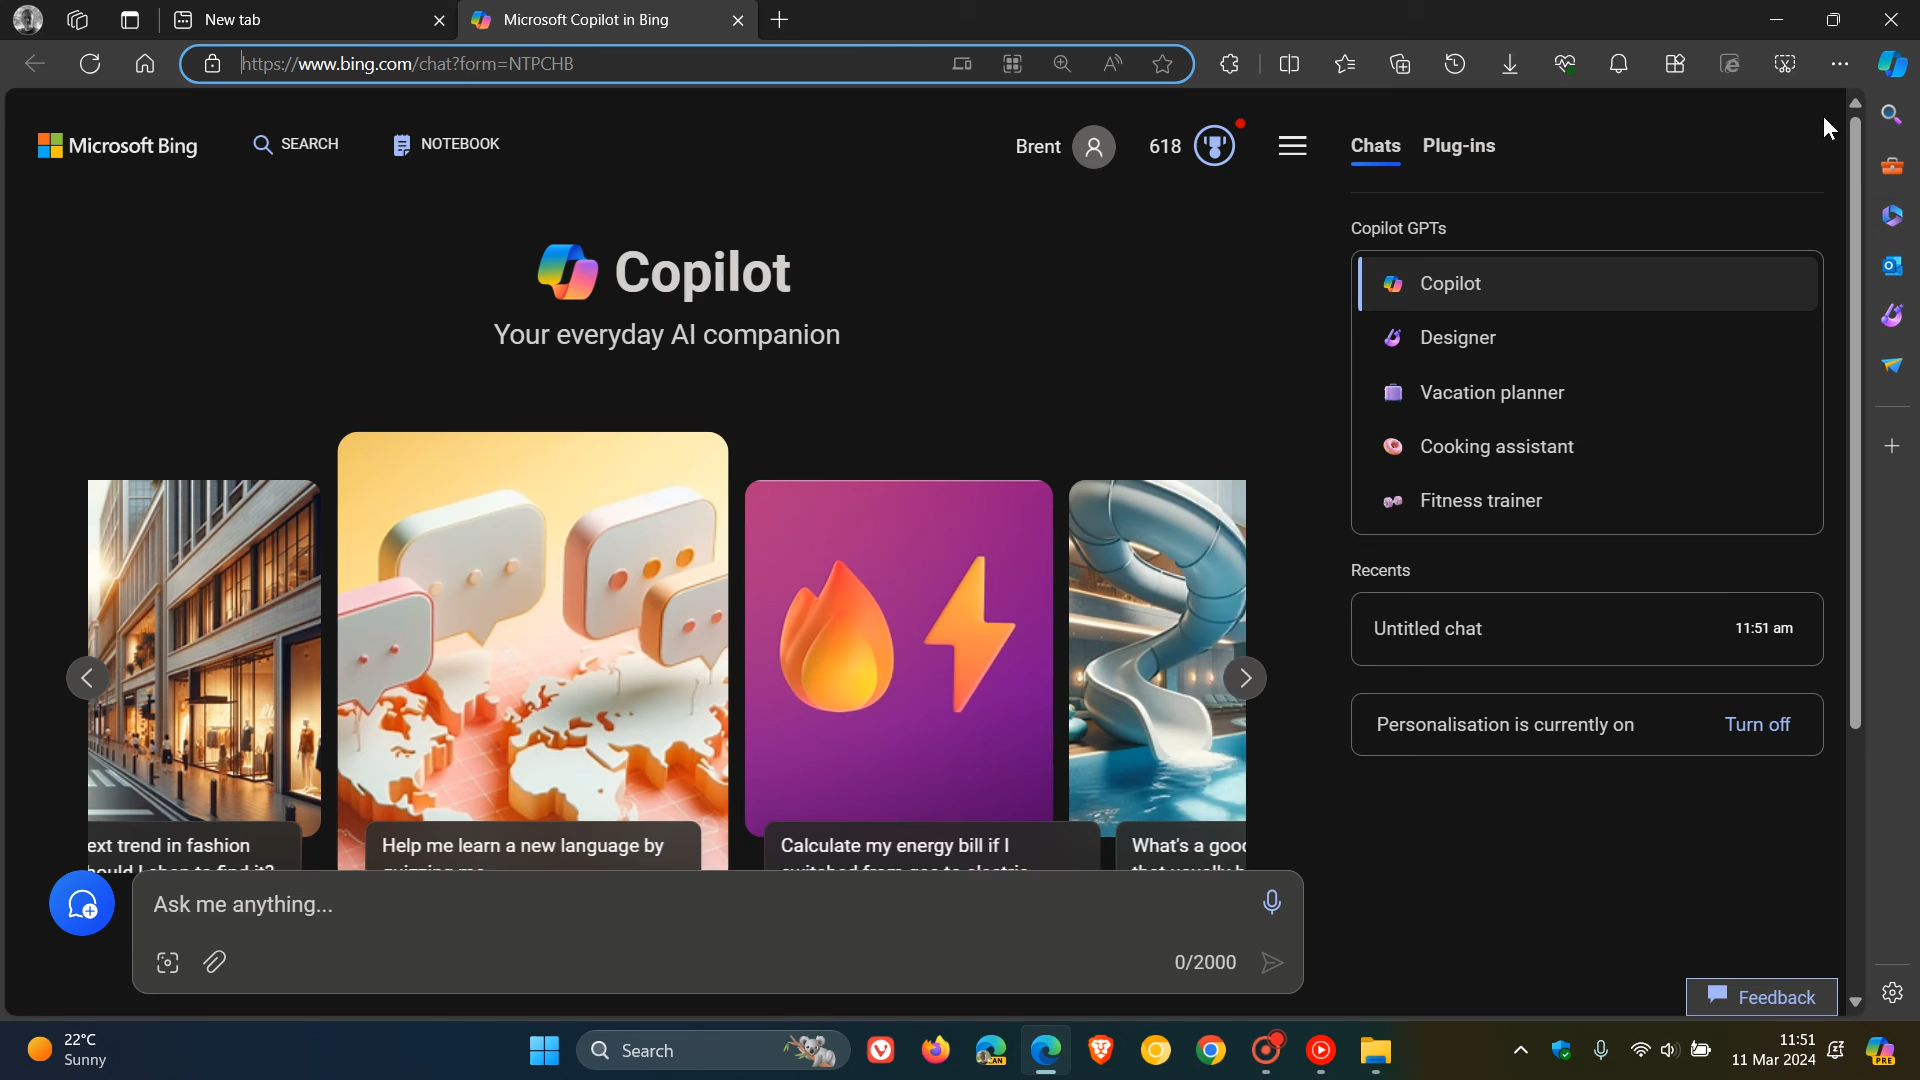 New tab
Microsoft Copilot in Bing
https://www.bing.com/chat?form=NTPCHB
Microsoft Bing
SEARCH
NOTEBOOK
Brent
618
Chats
Plug-ins
Copilot
Your everyday AI companion
Copilot GPTs
Copilot
Designer
Vacation planner
Cooking assistant
Fitness trainer
Recents
Untitled chat
11:51 am
Personalisation is currently on
Turn off
ext trend in fashion
Help me learn a new language by
Calculate my energy bill if I
What's a good
Ask me anything...
0/2000
Feedback
22°C
Sunny
Search
CAN
11:51
11 Mar 2024
PRE